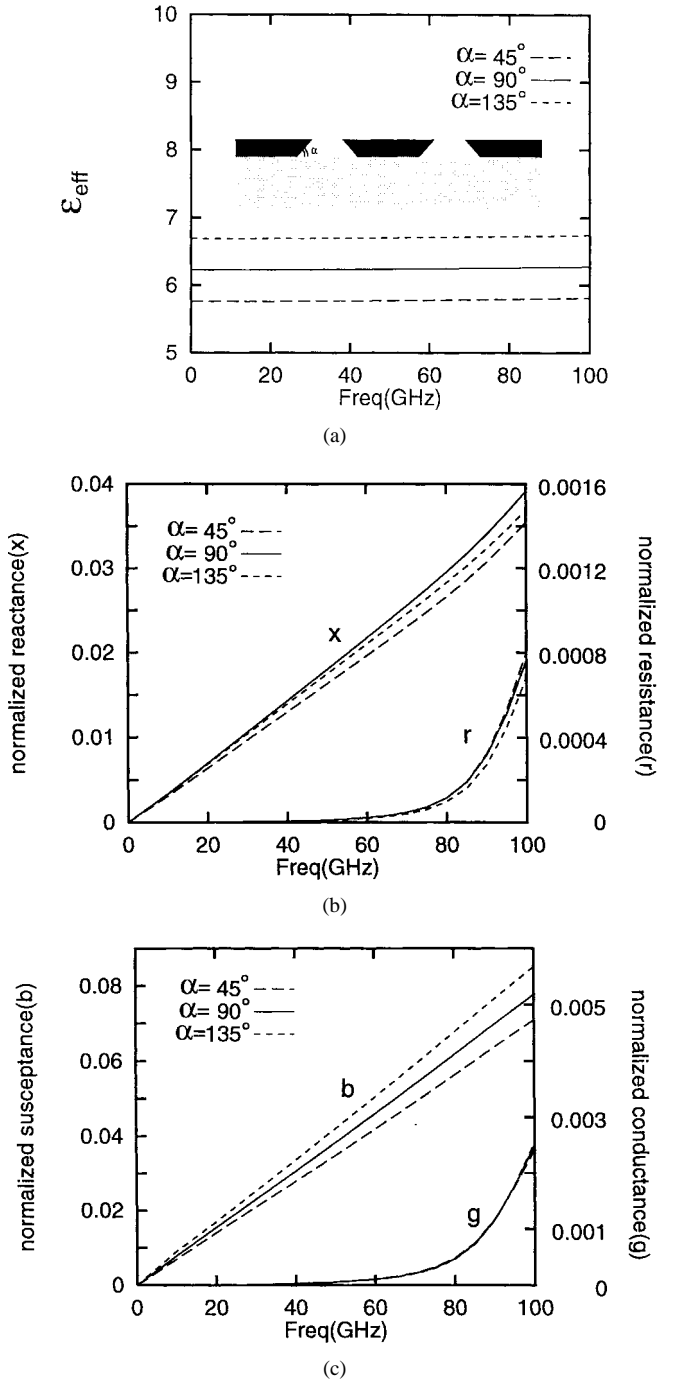 10
9
8
7
6
5
εeff
α= 45°
α= 90°
α=135°
α
0 20 40 60 80 100
Freq(GHz)
(a)
0.04
0.03
0.02
0.01
0
normalized reactance(x)
α= 45°
α= 90°
α=135°
x
r
0.0016
0.0012
0.0008
0.0004
0
normalized resistance(r)
0 20 40 60 80 100
Freq(GHz)
(b)
0.08
0.06
0.04
0.02
0
normalized susceptance(b)
α= 45°
α= 90°
α=135°
b
g
0.005
0.003
0.001
0
normalized conductance(g)
0 20 40 60 80 100
Freq(GHz)
(c)